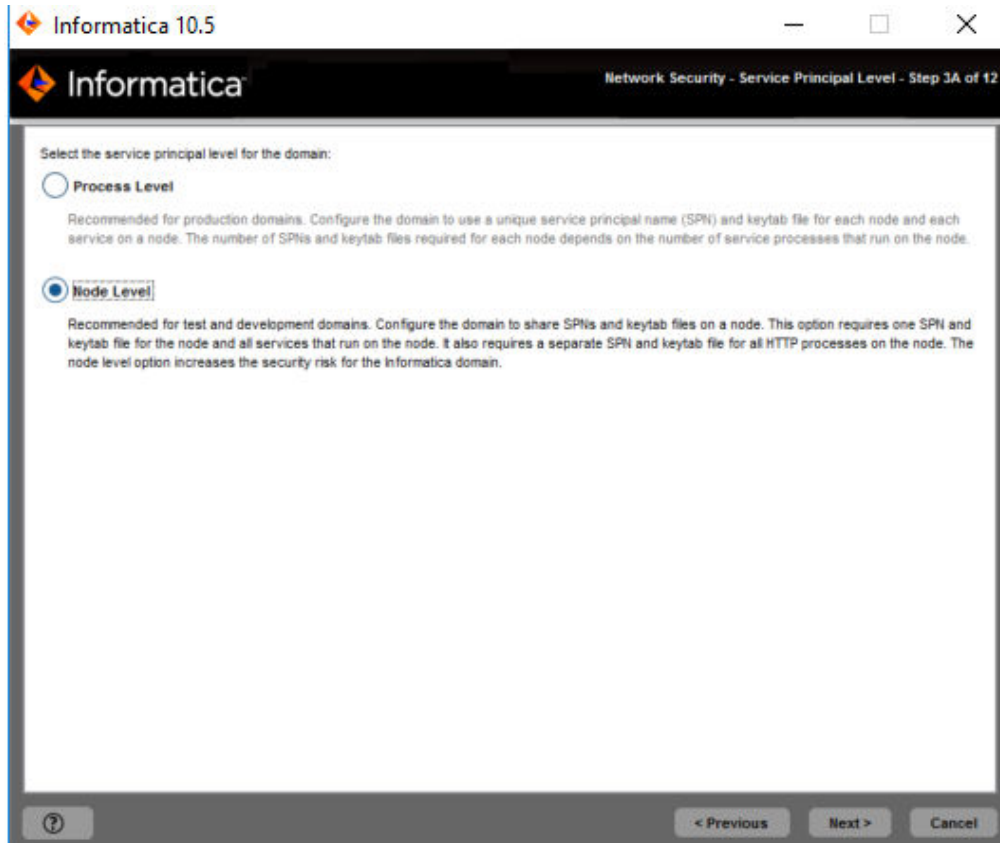 Informatica 10.5
Informatica
Network Security - Service Principal Level - Step 3A of 12
Select the service principal level for the domain:
Process Level
Recommended for production domains. Configure the domain to use a unique service principal name (SPN) and keytab file for each node and each
service on a node. The number of SPNs and keytab files required for each node depends on the number of service processes that run on the node.
Node Level
Recommended for test and development domains. Configure the domain to share SPNs and keytab files on a node. This option requires one SPN and
keytab file for the node and all services that run on the node. It also requires a separate SPN and keytab file for all HTTP processes on the node. The
node level option increases the security risk for the Informatica domain.
?
< Previous
Next >
Cancel